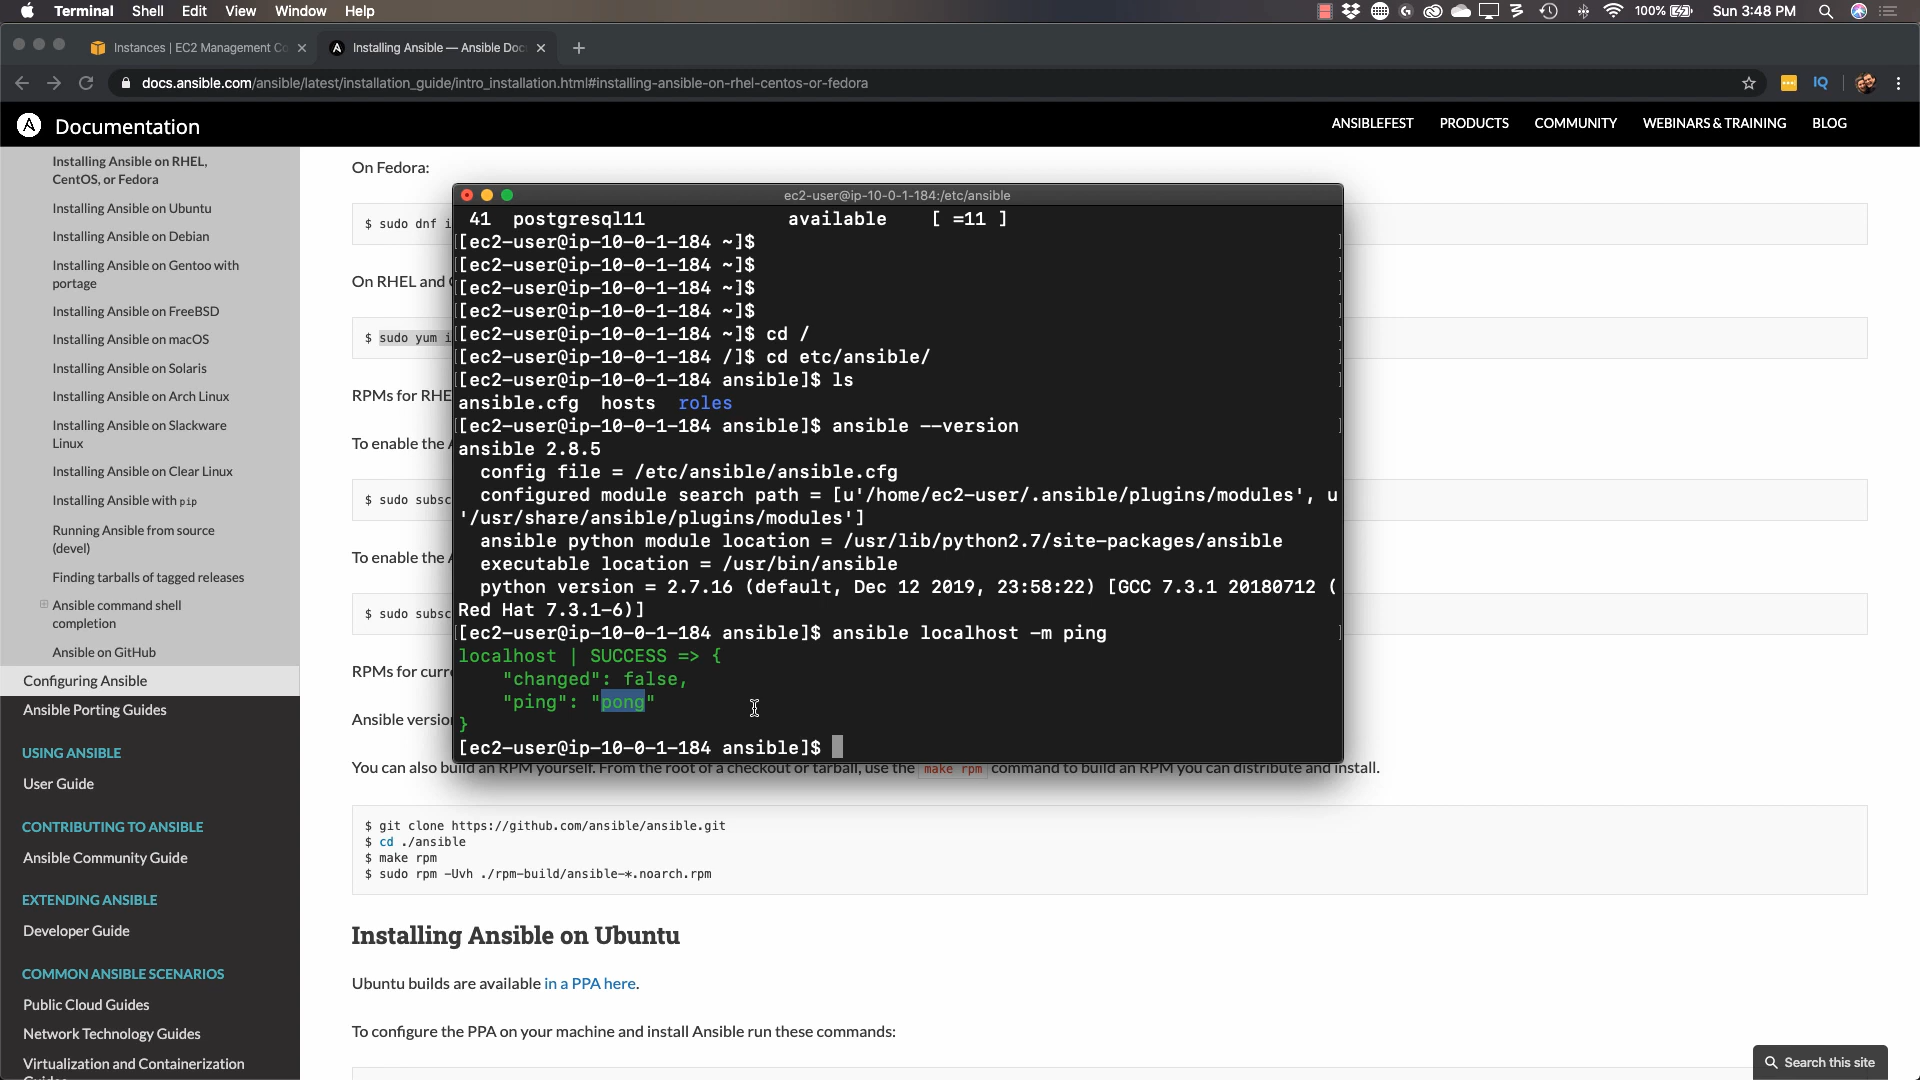 Terminal Shell Edit View Window Help
100% Sun 3:48 PM
Instances | EC2 Management Co
Installing Ansible — Ansible Doc
docs.ansible.com/ansible/latest/installation_guide/intro_installation.html#installing-ansible-on-rhel-centos-or-fedora
IQ
A Documentation
ANSIBLEFEST PRODUCTS COMMUNITY WEBINARS & TRAINING BLOG
Installing Ansible on RHEL,
CentOS, or Fedora
Installing Ansible on Ubuntu
Installing Ansible on Debian
Installing Ansible on Gentoo with
portage
Installing Ansible on FreeBSD
Installing Ansible on macOS
Installing Ansible on Solaris
Installing Ansible on Arch Linux
Installing Ansible on Slackware
Linux
Installing Ansible on Clear Linux
Installing Ansible with pip
Running Ansible from source
(devel)
Finding tarballs of tagged releases
Ansible command shell
completion
Ansible on GitHub
Configuring Ansible
Ansible Porting Guides
USING ANSIBLE
User Guide
CONTRIBUTING TO ANSIBLE
Ansible Community Guide
EXTENDING ANSIBLE
Developer Guide
COMMON ANSIBLE SCENARIOS
Public Cloud Guides
Network Technology Guides
Virtualization and Containerization
On Fedora:
$ sudo dnf i
On RHEL and
$ sudo yum i
RPMs for RHE
To enable the
$ sudo subsc
To enable the
$ sudo subsc
RPMs for curr
Ansible versio
ec2-user@ip-10-0-1-184:/etc/ansible
41 postgresql11 available [ =11 ]
[ec2-user@ip-10-0-1-184 ~]$
[ec2-user@ip-10-0-1-184 ~]$
[ec2-user@ip-10-0-1-184 ~]$
[ec2-user@ip-10-0-1-184 ~]$
[ec2-user@ip-10-0-1-184 ~]$ cd /
[ec2-user@ip-10-0-1-184 /]$ cd etc/ansible/
[ec2-user@ip-10-0-1-184 ansible]$ ls
ansible.cfg hosts roles
[ec2-user@ip-10-0-1-184 ansible]$ ansible --version
ansible 2.8.5
config file = /etc/ansible/ansible.cfg
configured module search path = [u'/home/ec2-user/.ansible/plugins/modules', u
'/usr/share/ansible/plugins/modules']
ansible python module location = /usr/lib/python2.7/site-packages/ansible
executable location = /usr/bin/ansible
python version = 2.7.16 (default, Dec 12 2019, 23:58:22) [GCC 7.3.1 20180712 (
Red Hat 7.3.1-6)]
[ec2-user@ip-10-0-1-184 ansible]$ ansible localhost -m ping
localhost | SUCCESS => {
"changed": false,
"ping": "pong"
}
[ec2-user@ip-10-0-1-184 ansible]$
You can also build an RPM yourself. From the root of a checkout or tarball, use the make rpm command to build an RPM you can distribute and install.
$ git clone https://github.com/ansible/ansible.git
$ cd ./ansible
$ make rpm
$ sudo rpm -Uvh ./rpm-build/ansible-*.noarch.rpm
Installing Ansible on Ubuntu
Ubuntu builds are available in a PPA here.
To configure the PPA on your machine and install Ansible run these commands:
Search this site